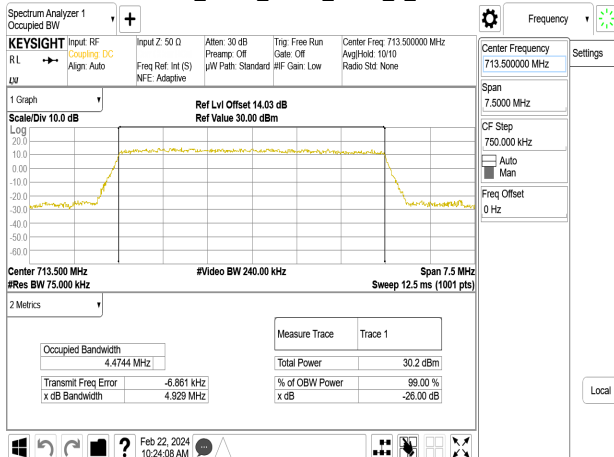 Spectrum Analyzer 1
Occupied BW
Frequency
KEYSIGHT
Input: RF
Coupling: DC
Align: Auto
Input Z: 50 Ω
Freq Ref: Int (S)
NFE: Adaptive
Atten: 30 dB
Preamp: Off
µW Path: Standard
Trig: Free Run
Gate: Off
#IF Gain: Low
Center Freq: 713.500000 MHz
Avg|Hold: 10/10
Radio Std: None
R L
LXI
Center Frequency
713.500000 MHz
Settings
Span
7.5000 MHz
CF Step
750.000 kHz
Auto
Man
Freq Offset
0 Hz
Local
1 Graph
Scale/Div 10.0 dB
Ref Lvl Offset 14.03 dB
Ref Value 30.00 dBm
Log
20.0
10.0
0.00
-10.0
-20.0
-30.0
-40.0
-50.0
-60.0
Center 713.500 MHz
#Res BW 75.000 kHz
#Video BW 240.00 kHz
Span 7.5 MHz
Sweep 12.5 ms (1001 pts)
2 Metrics
Measure Trace Trace 1
Occupied Bandwidth
4.4744 MHz
Total Power 30.2 dBm
Transmit Freq Error -6.861 kHz
% of OBW Power 99.00 %
x dB Bandwidth 4.929 MHz
x dB -26.00 dB
?
Feb 22, 2024
10:24:08 AM